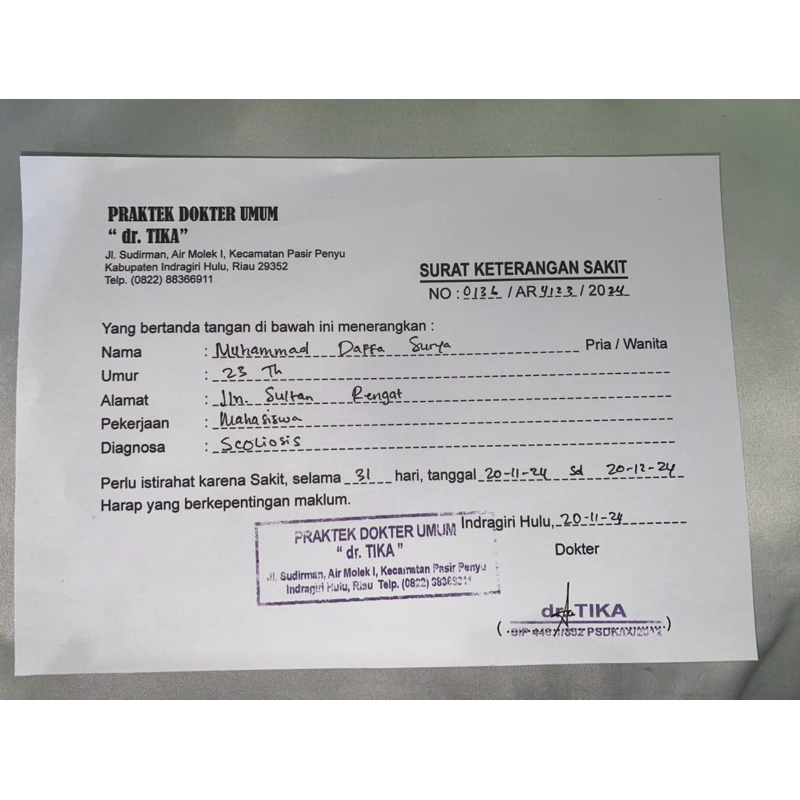 PRAKTEK DOKTER UMUM
“ dr. TIKA”
Jl. Sudirman, Air Molek I, Kecamatan Pasir Penyu
Kabupaten Indragiri Hulu, Riau 29352
Telp. (0822) 88366911
SURAT KETERANGAN SAKIT
NO : 0136 / AR 4123 / 2024
Yang bertanda tangan di bawah ini menerangkan :
Nama : Muhammad Daffa Surya Pria / Wanita
Umur : 23 Th
Alamat : Jln. Sultan Rengat
Pekerjaan : Mahasiswa
Diagnosa : Scoliosis
Perlu istirahat karena Sakit, selama 31 hari, tanggal 20-11-24 sd 20-12-24
Harap yang berkepentingan maklum.
Indragiri Hulu, 20-11-24
Dokter
PRAKTEK DOKTER UMUM
“ dr. TIKA ”
Jl. Sudirman, Air Molek I, Kecamatan Pasir Penyu
Indragiri Hulu, Riau Telp. (0822)
dr. TIKA
SIP